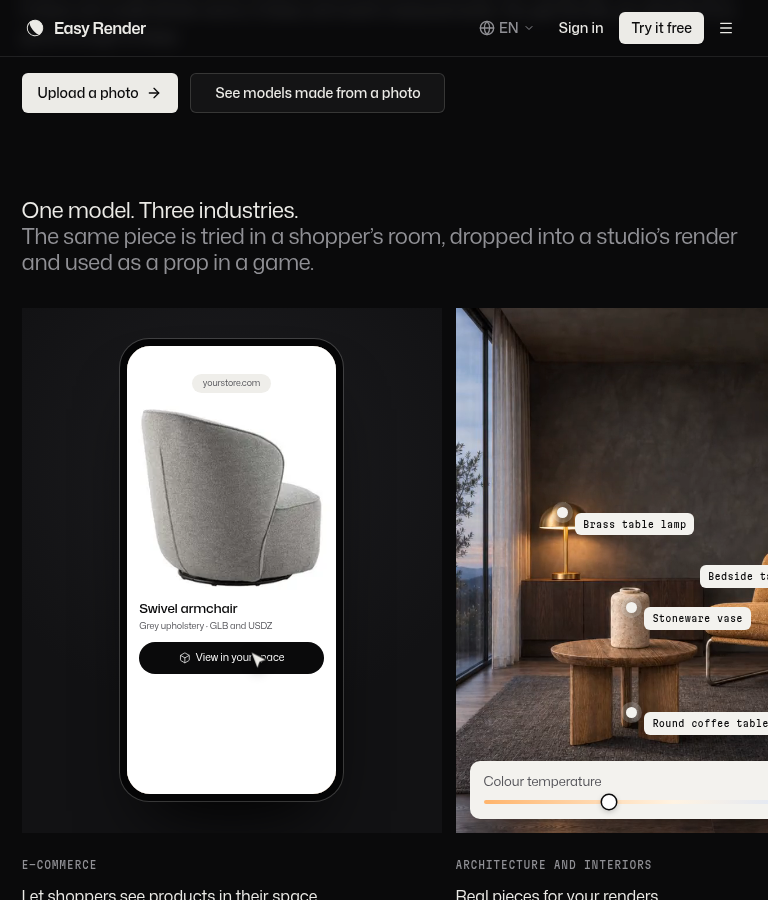 Easy Render
EN
Sign in
Try it free
Upload a photo
See models made from a photo
One model. Three industries.
The same piece is tried in a shopper’s room, dropped into a studio’s render
and used as a prop in a game.
yourstore.com
Swivel armchair
Grey upholstery · GLB and USDZ
View in your space
Brass table lamp
Bedside ta
Stoneware vase
Round coffee table
Colour temperature
E-COMMERCE
ARCHITECTURE AND INTERIORS
Let shoppers see products in their space
Real pieces for your renders